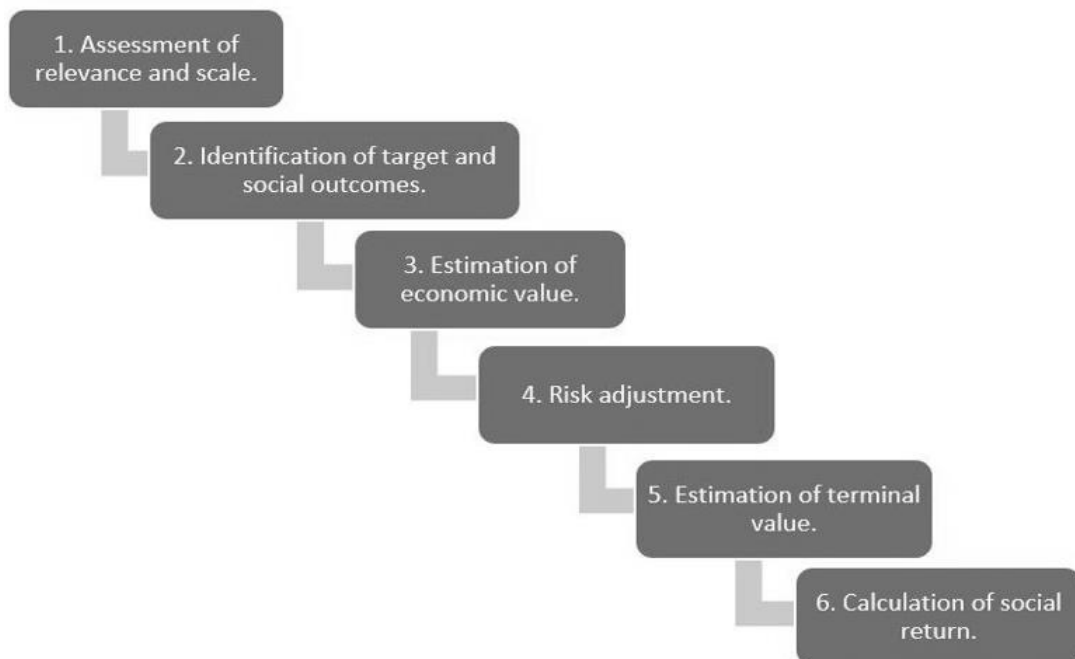 1. Assessment of
relevance and scale.
2. Identification of target and
social outcomes.
3. Estimation of
economic value.
4. Risk adjustment.
5. Estimation of terminal
value.
6. Calculation of social
return.